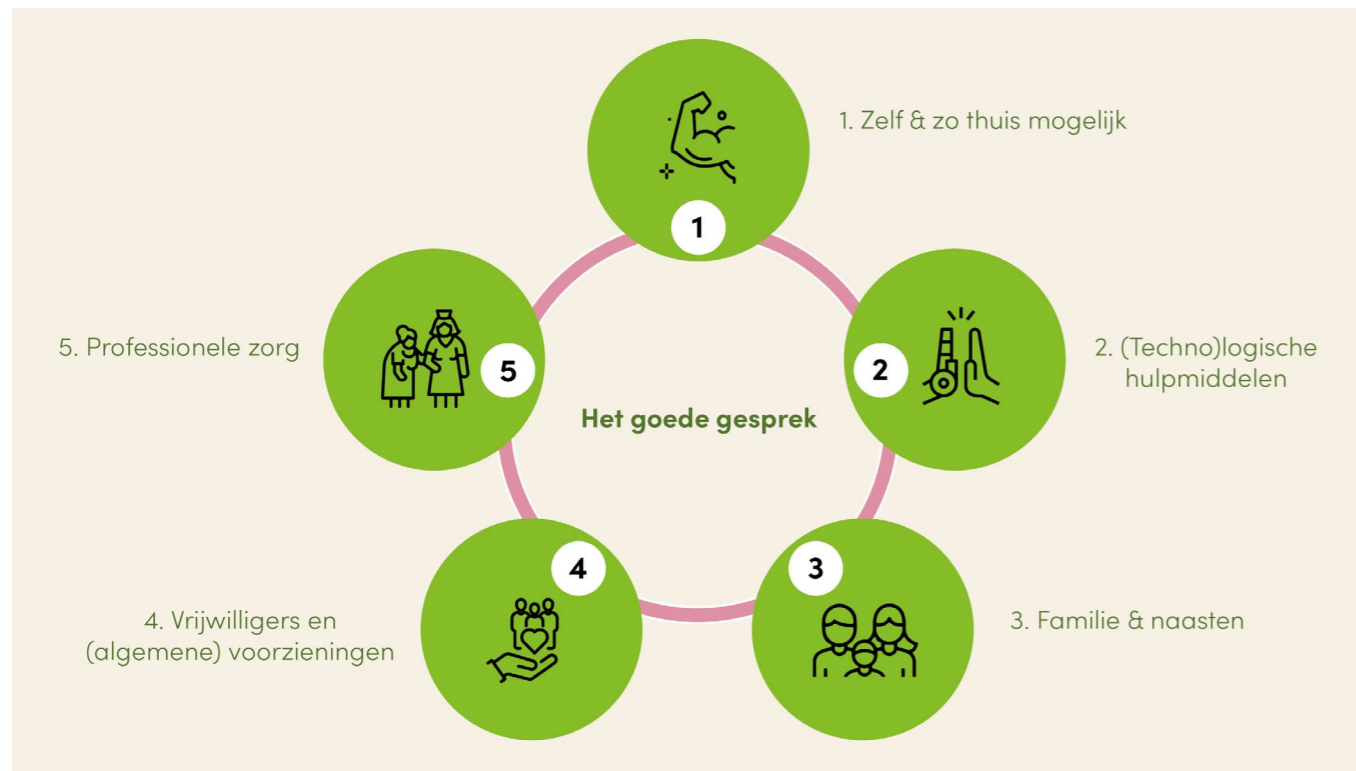 1. Zelf & zo thuis mogelijk
1
2. (Techno)logische
hulpmiddelen
2
3. Familie & naasten
3
4. Vrijwilligers en
(algemene) voorzieningen
4
5. Professionele zorg
5
Het goede gesprek